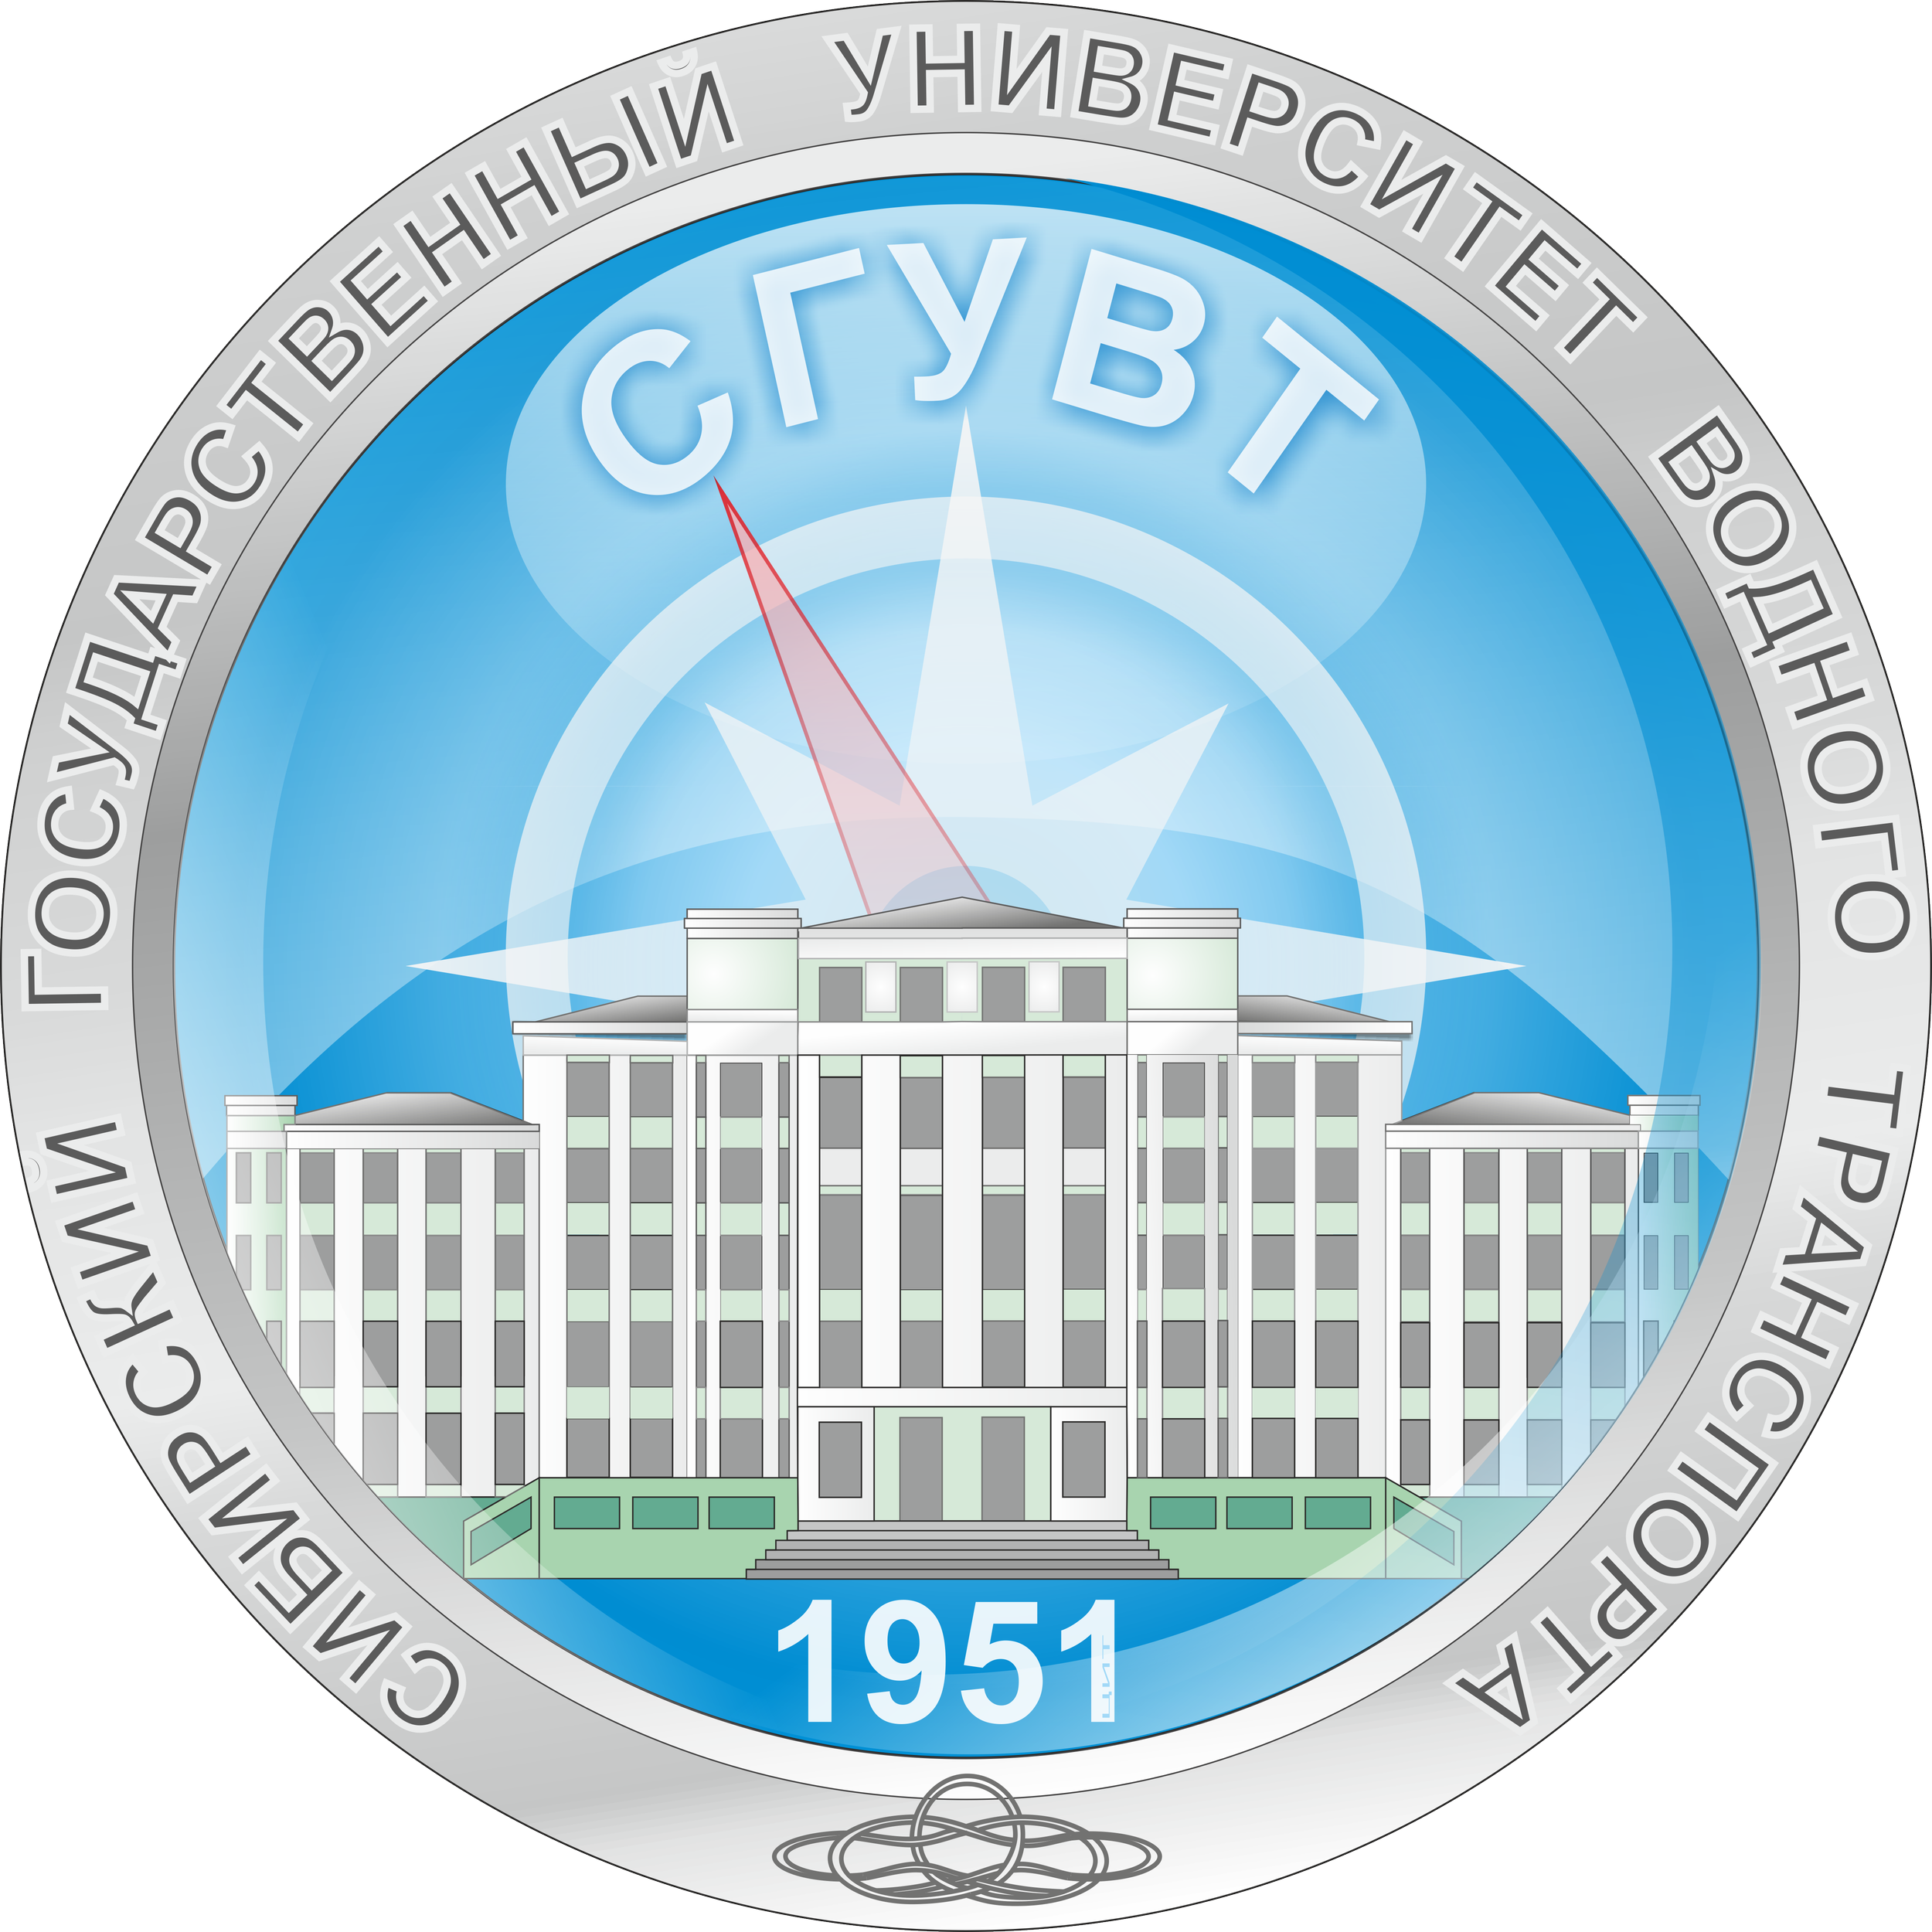 СИБИРСКИЙ ГОСУДАРСТВЕННЫЙ УНИВЕРСИТЕТ ВОДНОГО ТРАНСПОРТА
СГУВТ
1951